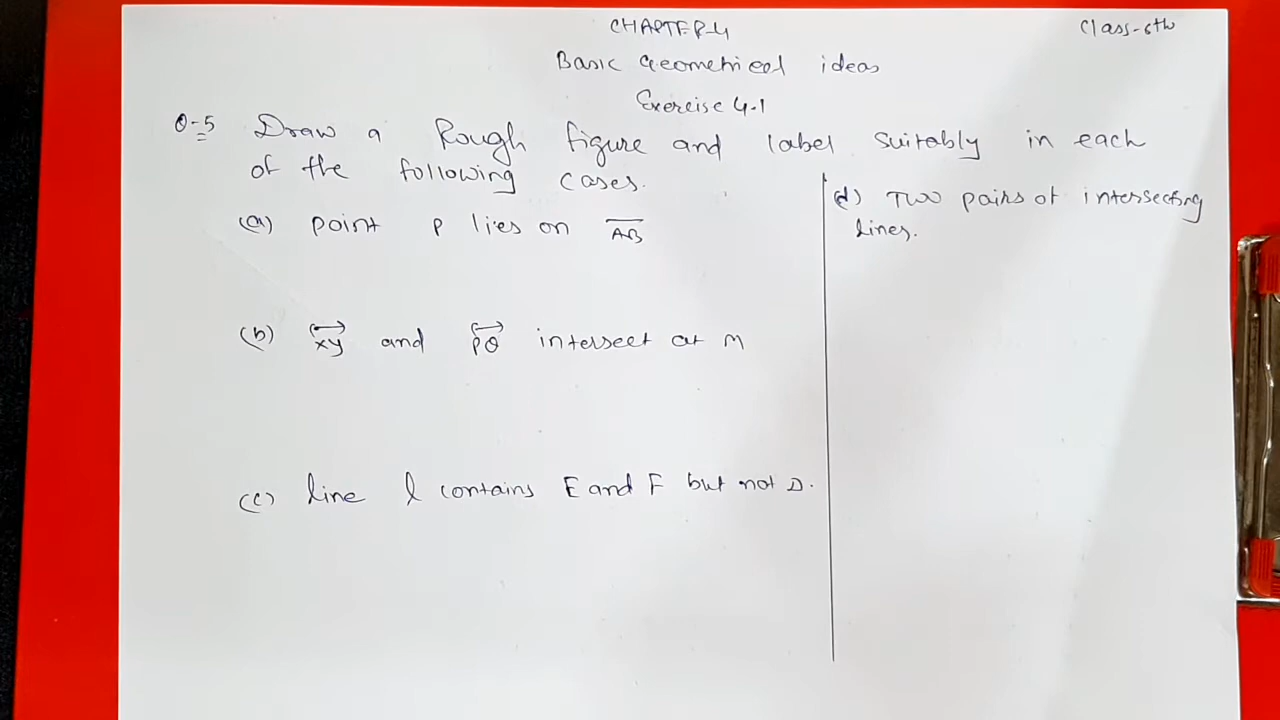 CHAPTER-4
Class-6th
Basic Geometrical ideas
Exercise 4.1
Q-5 Draw a Rough figure and label suitably in each
of the following cases.
(a) point P lies on AB
(b) XY and PQ intersect at M
(c) line l contains E and F but not D.
(d) Two pairs of intersecting
lines.